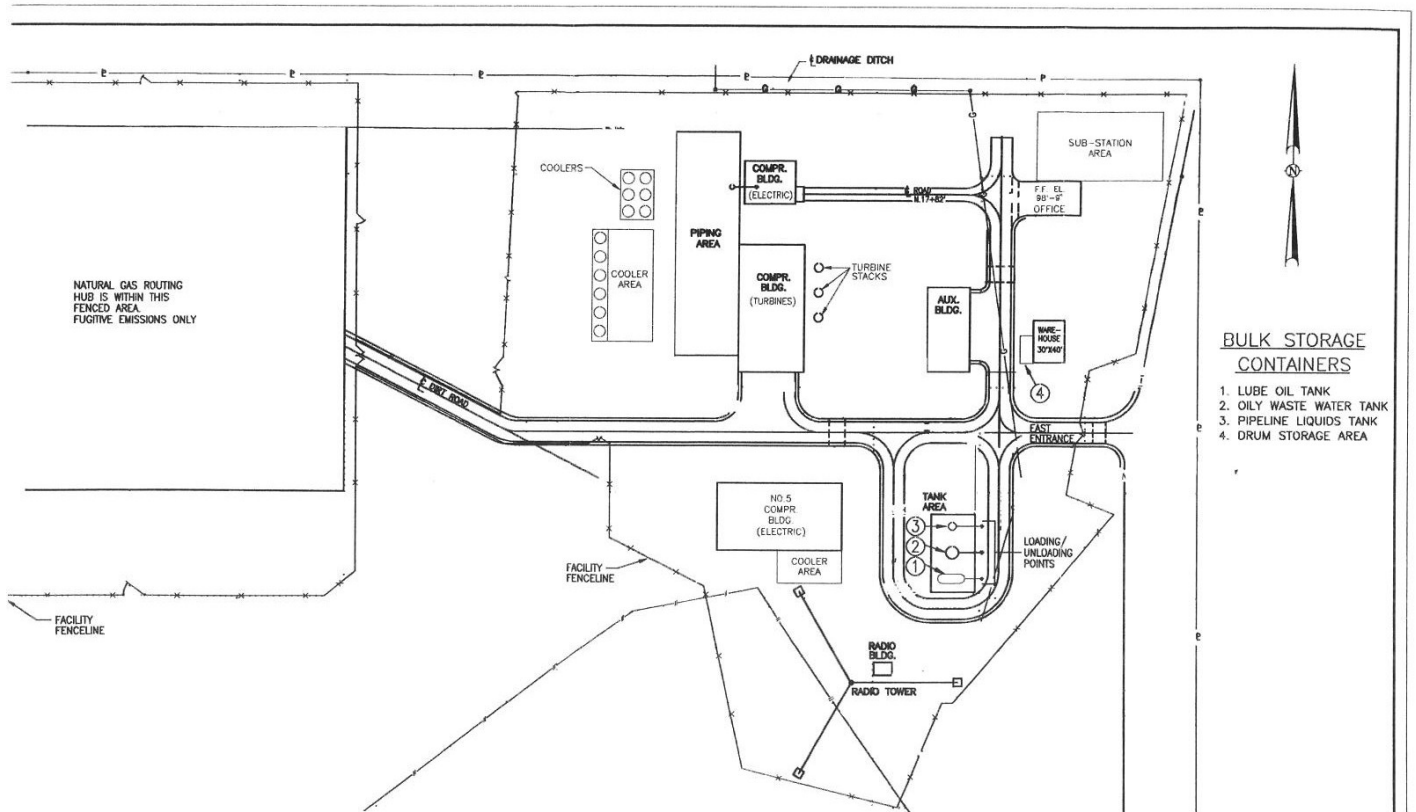 ℄ DRAINAGE DITCH
SUB-STATION
AREA
COOLERS
COMPR.
BLDG.
(ELECTRIC)
℄ ROAD
N.17+82'
F.F. EL.
98'-9"
OFFICE
PIPING
AREA
COOLER
AREA
COMPR.
BLDG.
(TURBINES)
TURBINE
STACKS
AUX.
BLDG.
WARE-
HOUSE
30'X40'
4
NATURAL GAS ROUTING
HUB IS WITHIN THIS
FENCED AREA.
FUGITIVE EMISSIONS ONLY
℄ DIRT ROAD
EAST
ENTRANCE
N
BULK STORAGE
CONTAINERS
1. LUBE OIL TANK
2. OILY WASTE WATER TANK
3. PIPELINE LIQUIDS TANK
4. DRUM STORAGE AREA
NO.5
COMPR.
BLDG.
(ELECTRIC)
COOLER
AREA
TANK
AREA
3
2
1
LOADING/
UNLOADING
POINTS
FACILITY
FENCELINE
FACILITY
FENCELINE
RADIO
BLDG.
RADIO TOWER